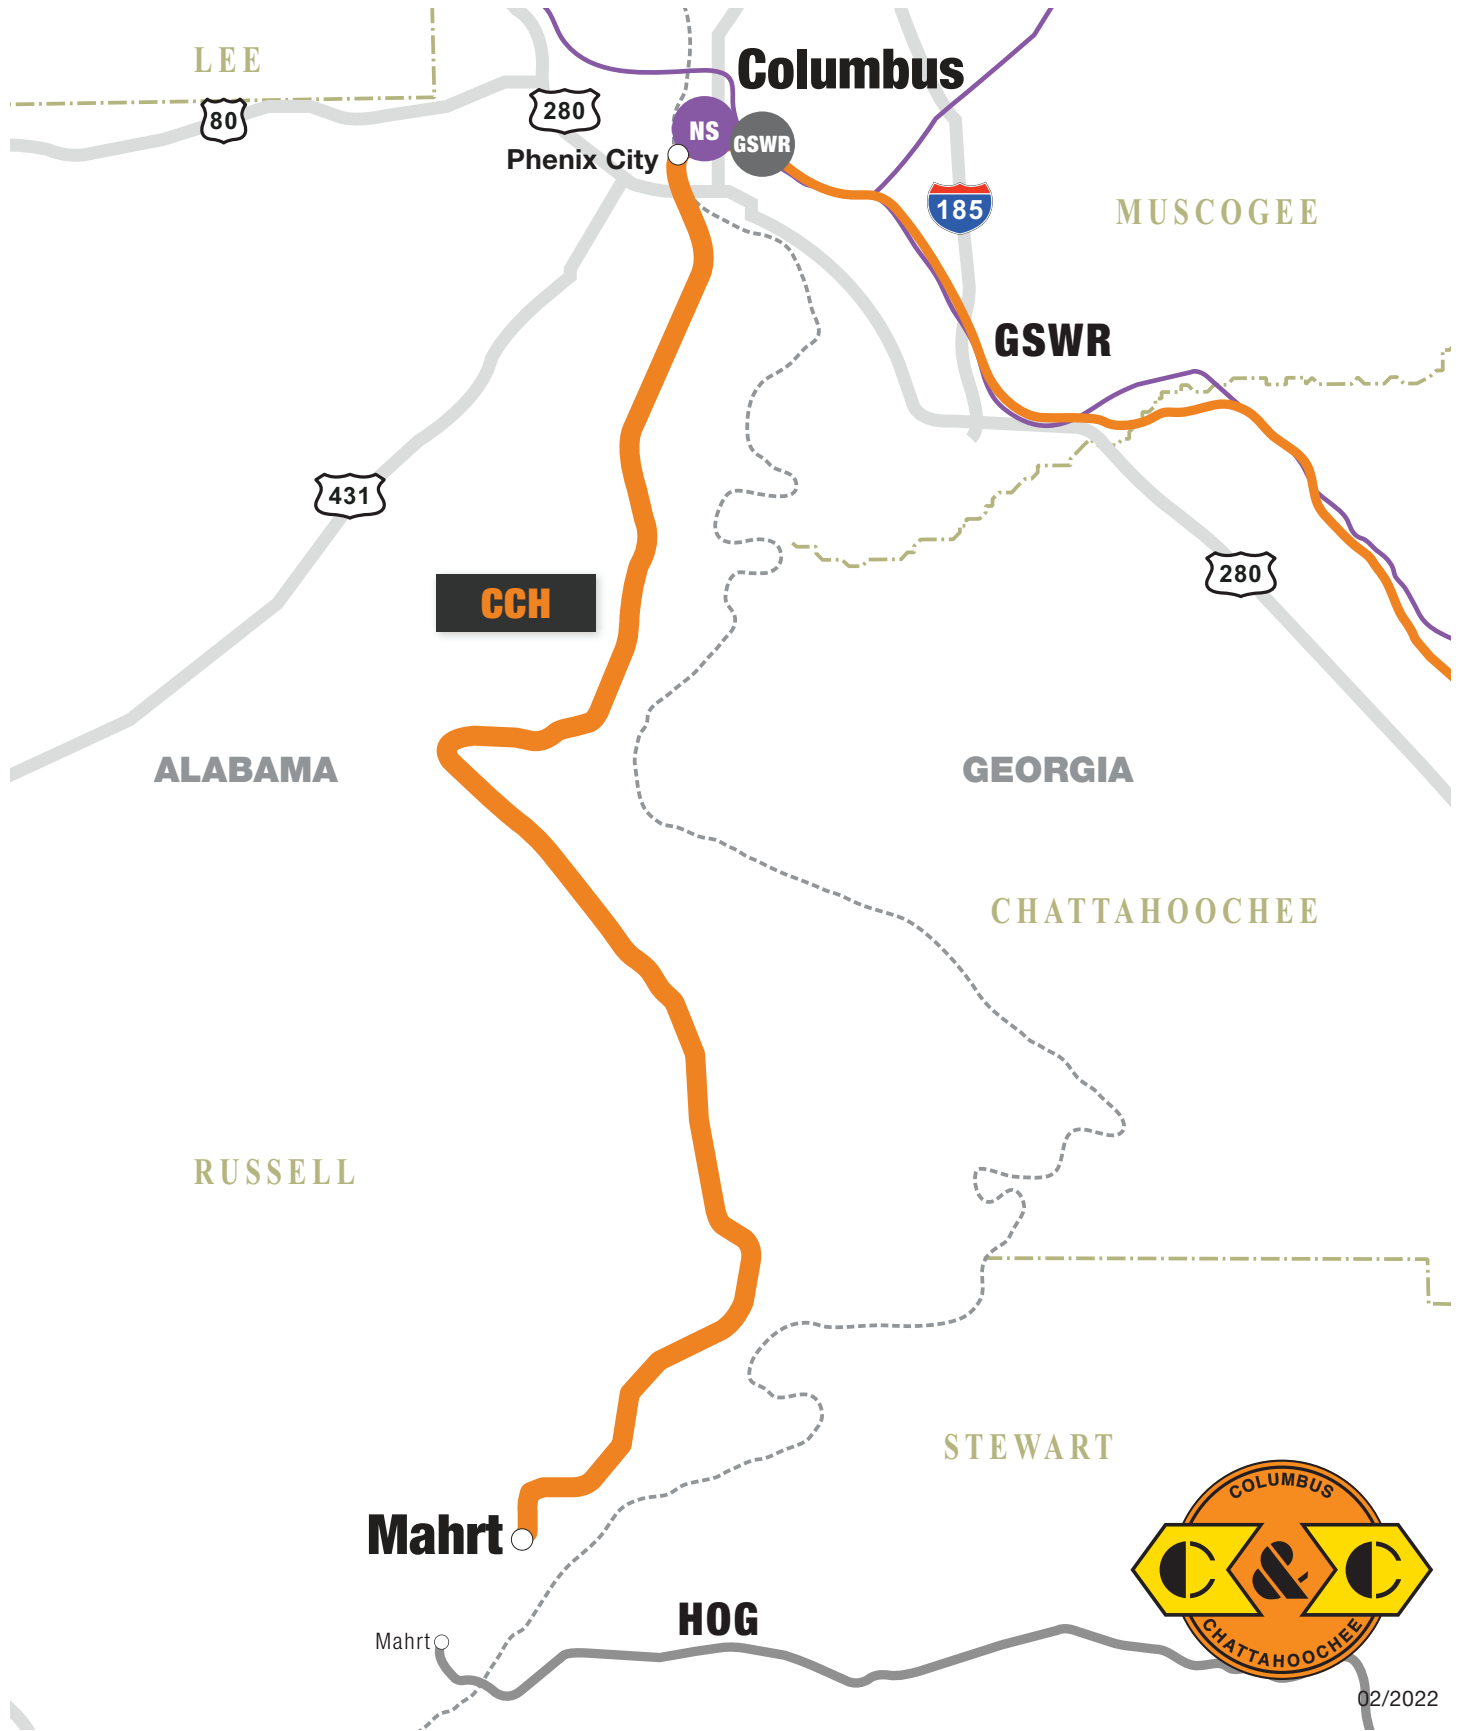 LEE
Columbus
80
280
NS
GSWR
Phenix City
185
MUSCOGEE
GSWR
431
280
CCH
ALABAMA
GEORGIA
CHATTAHOOCHEE
RUSSELL
STEWART
COLUMBUS
C & C
CHATTAHOOCHEE
Mahrt
HOG
Mahrt
02/2022